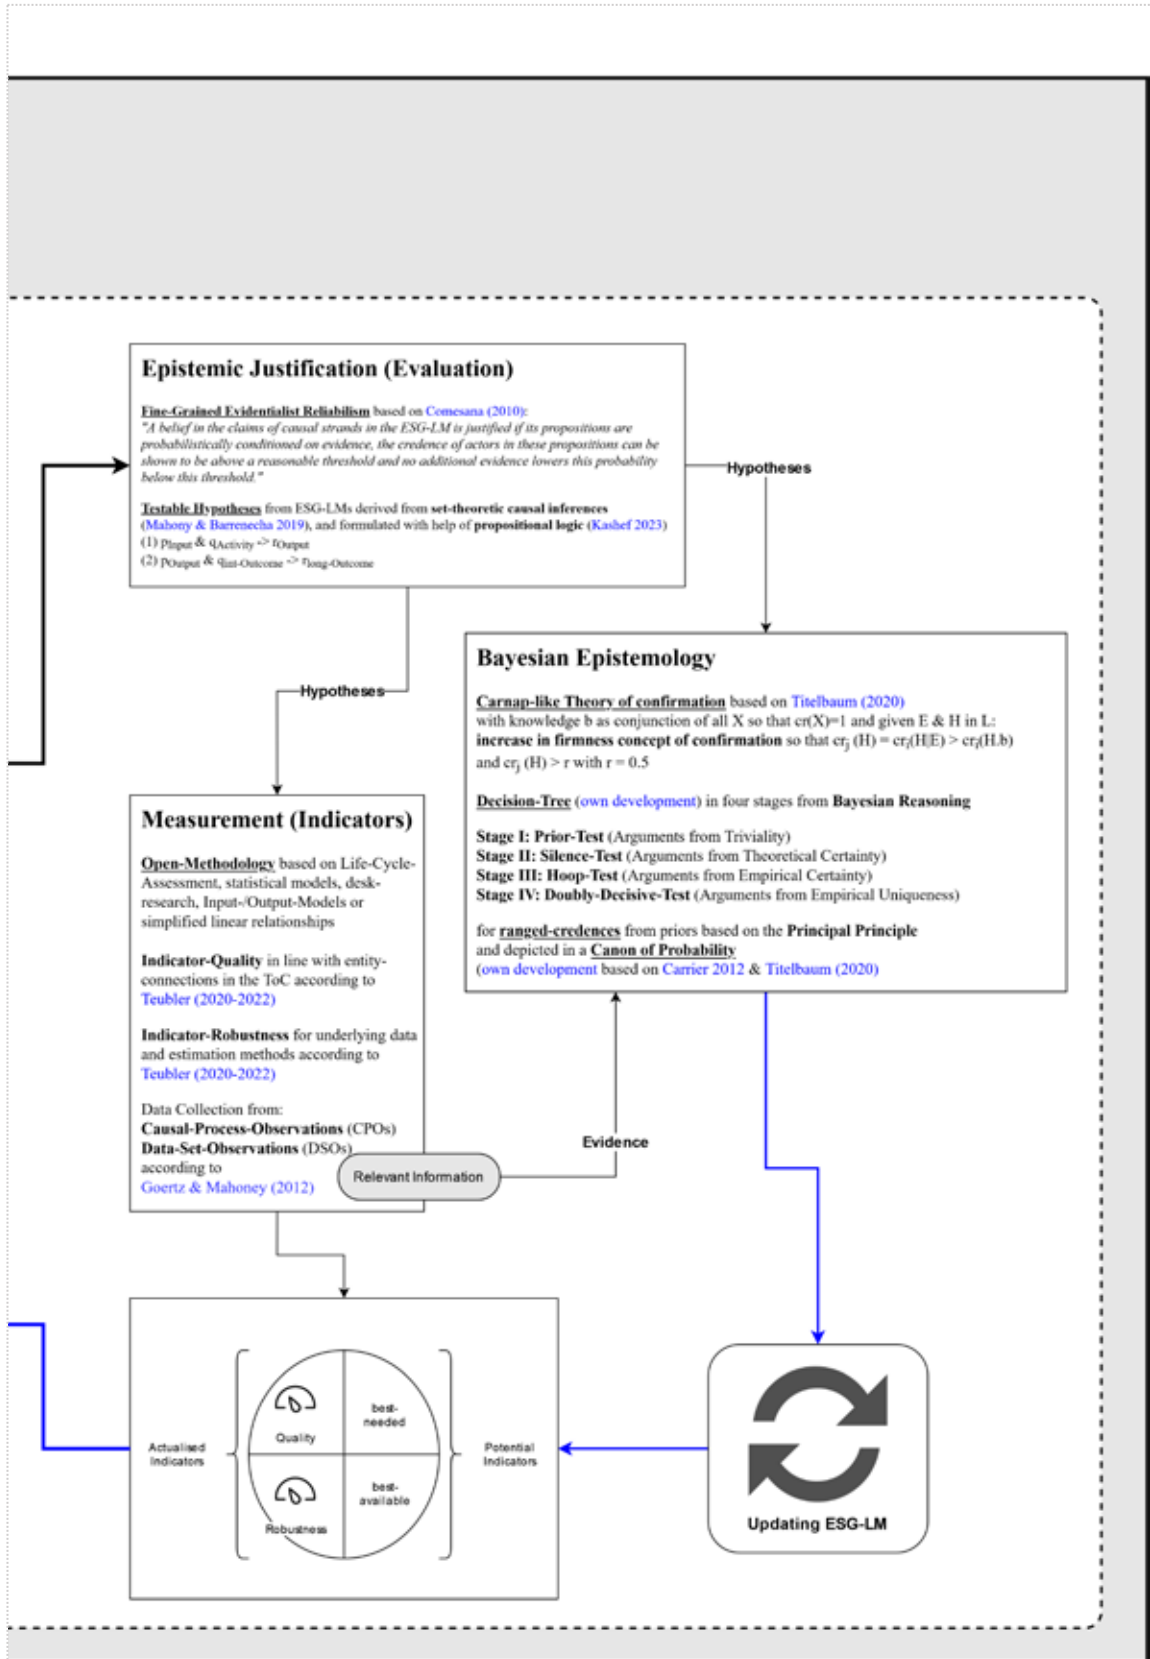 Epistemic Justification (Evaluation)
Fine-Grained Evidentialist Reliabilism based on Comesana (2010):
"A belief in the claims of causal strands in the ESG-LM is justified if its propositions are
probabilistically conditioned on evidence, the credence of actors in these propositions can be
shown to be above a reasonable threshold and no additional evidence lowers this probability
below this threshold."
Testable Hypotheses from ESG-LMs derived from set-theoretic causal inferences
(Mahony & Barrenecha 2019), and formulated with help of propositional logic (Kashef 2023)
(1) pInput & qActivity -> rOutput
(2) pOutput & qint-Outcome -> rlong-Outcome
Hypotheses
Hypotheses
Bayesian Epistemology
Carnap-like Theory of confirmation based on Titelbaum (2020)
with knowledge b as conjunction of all X so that cr(X)=1 and given E & H in L:
increase in firmness concept of confirmation so that crj (H) = cri(H|E) > cri(H.b)
and crj (H) > r with r = 0.5
Decision-Tree (own development) in four stages from Bayesian Reasoning
Stage I: Prior-Test (Arguments from Triviality)
Stage II: Silence-Test (Arguments from Theoretical Certainty)
Stage III: Hoop-Test (Arguments from Empirical Certainty)
Stage IV: Doubly-Decisive-Test (Arguments from Empirical Uniqueness)
for ranged-credences from priors based on the Principal Principle
and depicted in a Canon of Probability
(own development based on Carrier 2012 & Titelbaum (2020)
Measurement (Indicators)
Open-Methodology based on Life-Cycle-
Assessment, statistical models, desk-
research, Input-/Output-Models or
simplified linear relationships
Indicator-Quality in line with entity-
connections in the ToC according to
Teubler (2020-2022)
Indicator-Robustness for underlying data
and estimation methods according to
Teubler (2020-2022)
Data Collection from:
Causal-Process-Observations (CPOs)
Data-Set-Observations (DSOs)
according to
Goertz & Mahoney (2012)
Relevant Information
Evidence
Actualised
Indicators
Quality
best-
needed
Robustness
best-
available
Potential
Indicators
Updating ESG-LM